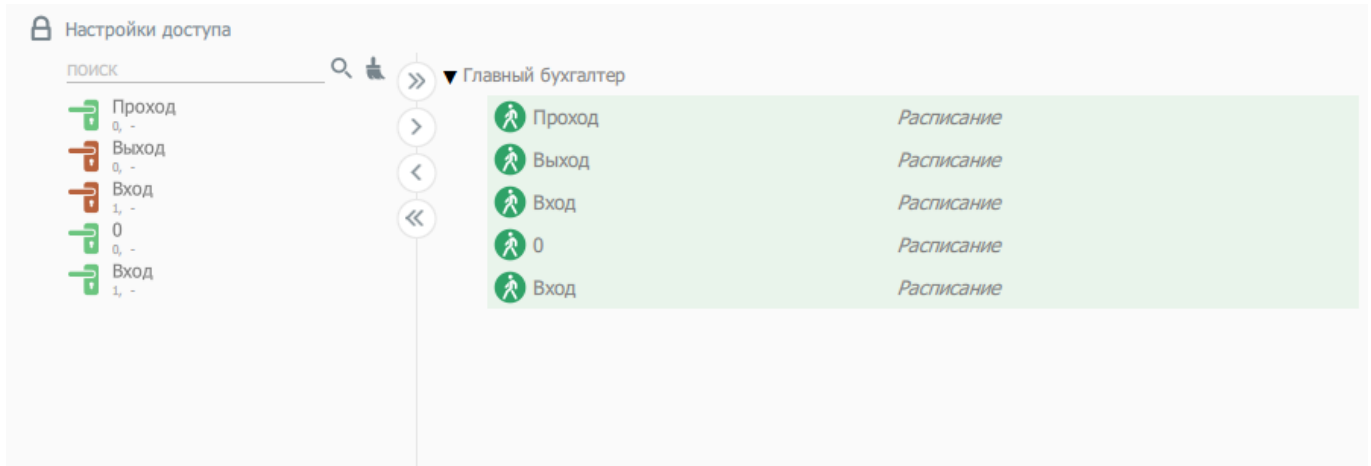 Настройки доступа
поиск
Проход
0, -
Выход
0, -
Вход
1, -
0
0, -
Вход
1, -
Главный бухгалтер
Проход Расписание
Выход Расписание
Вход Расписание
0 Расписание
Вход Расписание